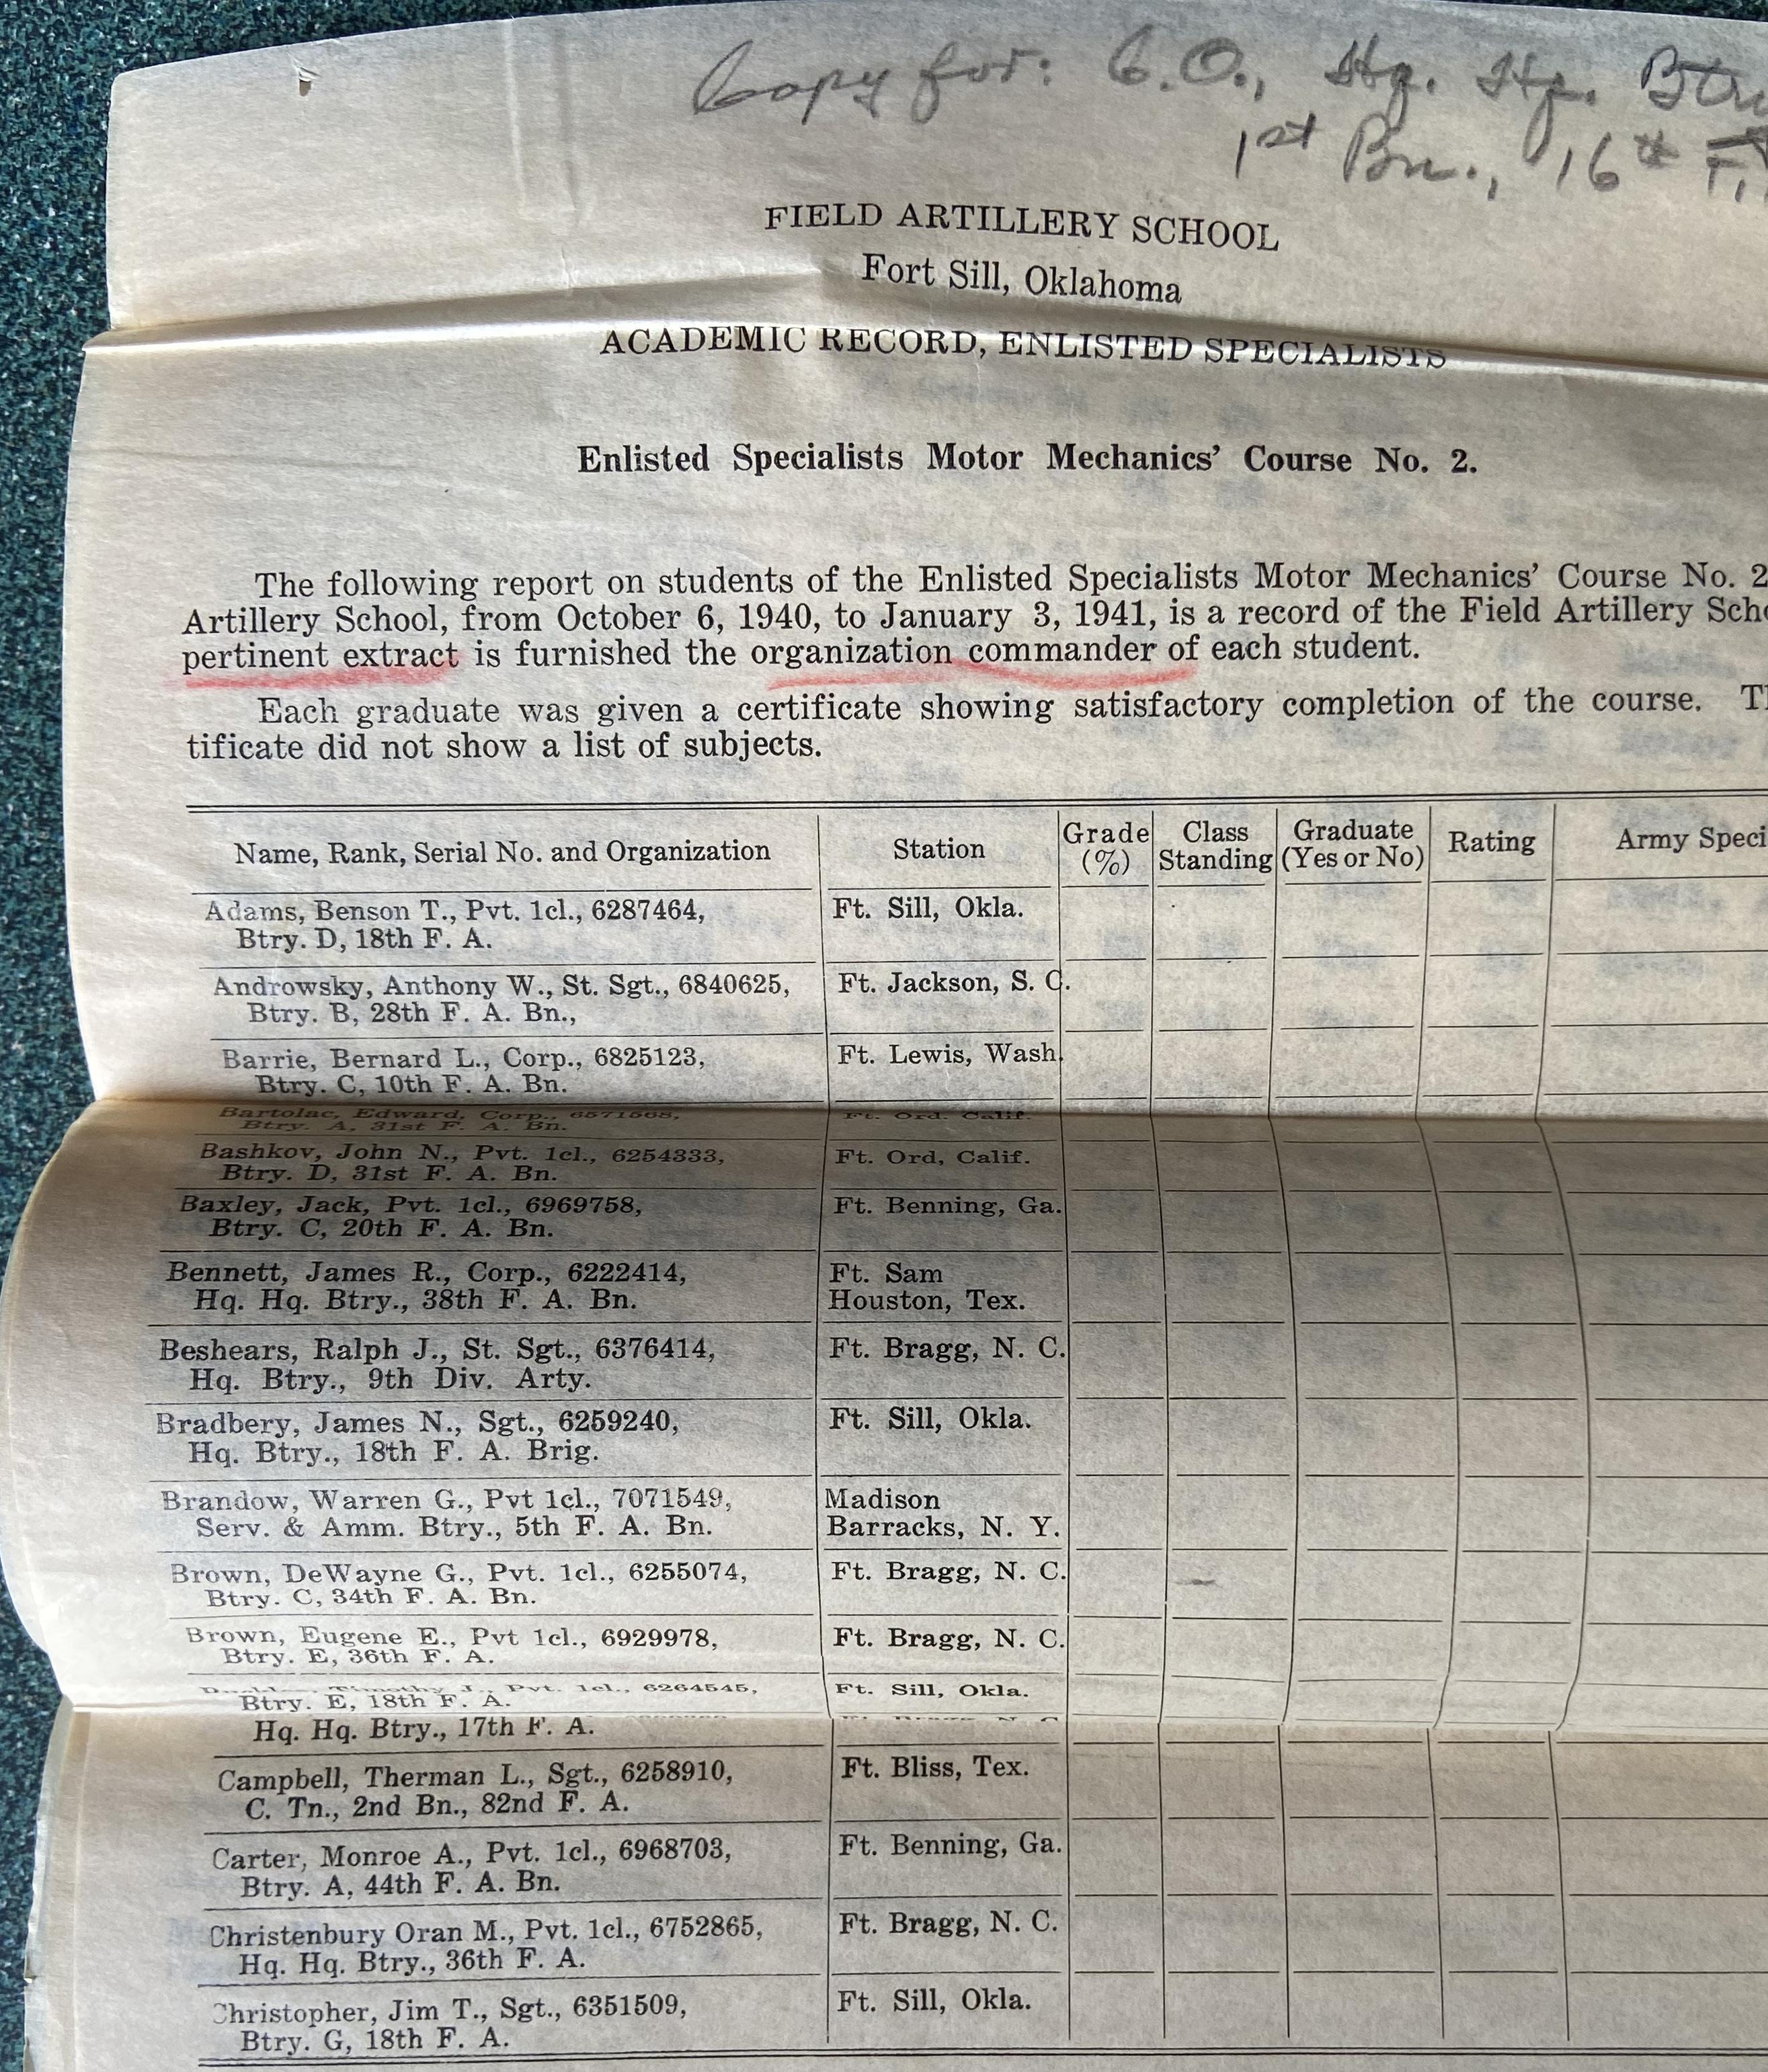 Copy for: C.O., Hq. Hq. Btry
1st Bn., 16th F.
FIELD ARTILLERY SCHOOL
Fort Sill, Oklahoma
ACADEMIC RECORD, ENLISTED SPECIALISTS
Enlisted Specialists Motor Mechanics' Course No. 2.
The following report on students of the Enlisted Specialists Motor Mechanics' Course No. 2
Artillery School, from October 6, 1940, to January 3, 1941, is a record of the Field Artillery Scho
pertinent extract is furnished the organization commander of each student.
Each graduate was given a certificate showing satisfactory completion of the course. T
tificate did not show a list of subjects.
Name, Rank, Serial No. and Organization Station Grade (%) Class Standing Graduate (Yes or No) Rating Army Speci
Adams, Benson T., Pvt. 1cl., 6287464, Ft. Sill, Okla.
Btry. D, 18th F. A.
Androwsky, Anthony W., St. Sgt., 6840625, Ft. Jackson, S. C.
Btry. B, 28th F. A. Bn.,
Barrie, Bernard L., Corp., 6825123, Ft. Lewis, Wash.
Btry. C, 10th F. A. Bn.
Bartolac, Edward, Corp., 6571568, Ft. Ord, Calif.
Btry. A, 31st F. A. Bn.
Bashkov, John N., Pvt. 1cl., 6254333, Ft. Ord, Calif.
Btry. D, 31st F. A. Bn.
Baxley, Jack, Pvt. 1cl., 6969758, Ft. Benning, Ga.
Btry. C, 20th F. A. Bn.
Bennett, James R., Corp., 6222414, Ft. Sam
Hq. Hq. Btry., 38th F. A. Bn. Houston, Tex.
Beshears, Ralph J., St. Sgt., 6376414, Ft. Bragg, N. C.
Hq. Btry., 9th Div. Arty.
Bradbery, James N., Sgt., 6259240, Ft. Sill, Okla.
Hq. Btry., 18th F. A. Brig.
Brandow, Warren G., Pvt 1cl., 7071549, Madison
Serv. & Amm. Btry., 5th F. A. Bn. Barracks, N. Y.
Brown, DeWayne G., Pvt. 1cl., 6255074, Ft. Bragg, N. C.
Btry. C, 34th F. A. Bn.
Brown, Eugene E., Pvt 1cl., 6929978, Ft. Bragg, N. C.
Btry. E, 36th F. A.
Timothy J., Pvt. 1cl., 6264545, Ft. Sill, Okla.
Btry. E, 18th F. A.
Hq. Hq. Btry., 17th F. A.
Campbell, Therman L., Sgt., 6258910, Ft. Bliss, Tex.
C. Tn., 2nd Bn., 82nd F. A.
Carter, Monroe A., Pvt. 1cl., 6968703, Ft. Benning, Ga.
Btry. A, 44th F. A. Bn.
Christenbury Oran M., Pvt. 1cl., 6752865, Ft. Bragg, N. C.
Hq. Hq. Btry., 36th F. A.
Christopher, Jim T., Sgt., 6351509, Ft. Sill, Okla.
Btry. G, 18th F. A.